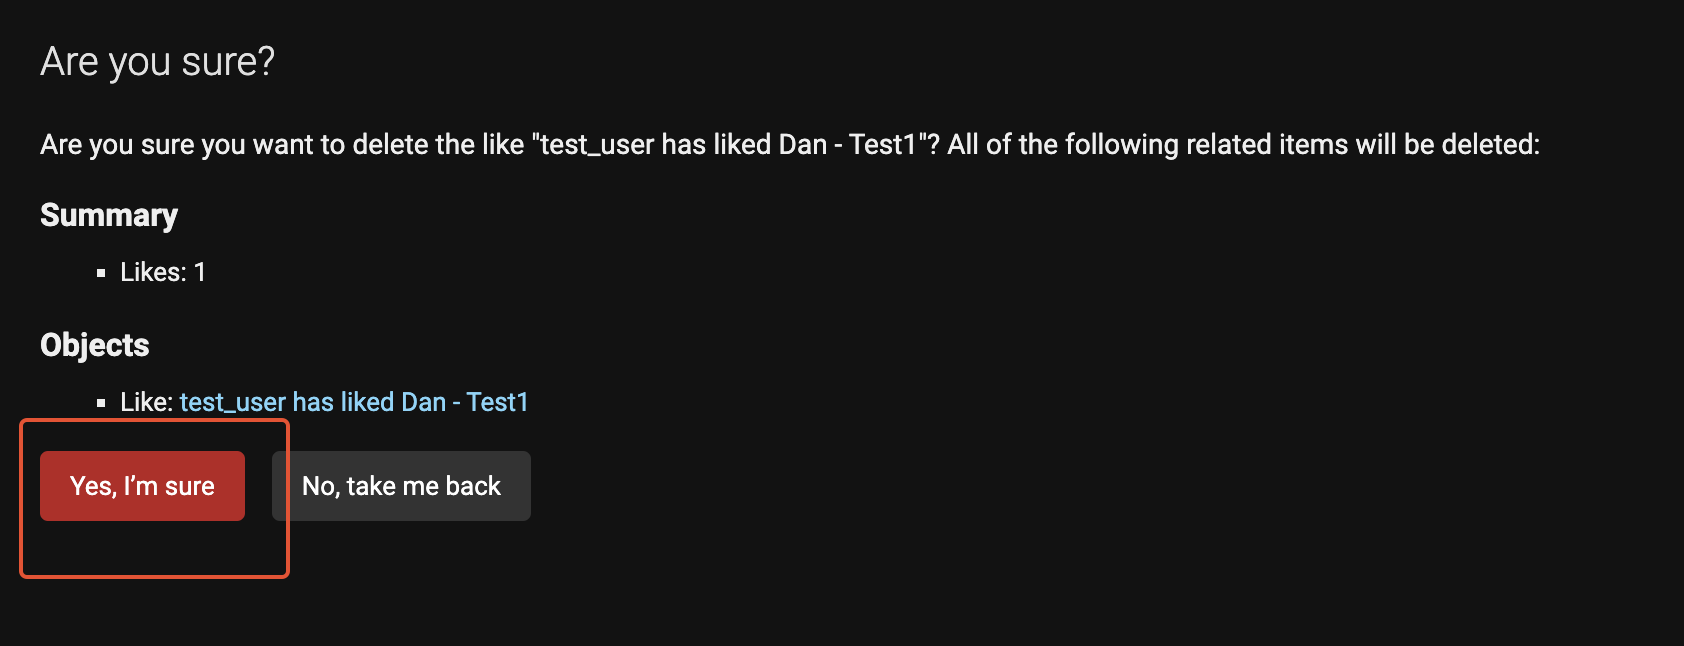 Are you sure?
Are you sure you want to delete the like "test_user has liked Dan - Test1"? All of the following related items will be deleted:
Summary
Likes: 1
Objects
Like: test_user has liked Dan - Test1
Yes, I’m sure
No, take me back